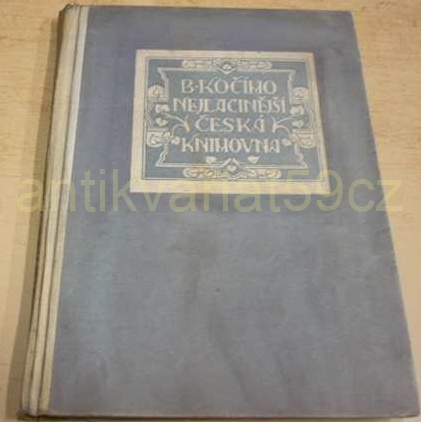 B. KOČÍHO
NEJLACINĚJŠÍ
ČESKÁ
KNIHOVNA
antikvariat59cz